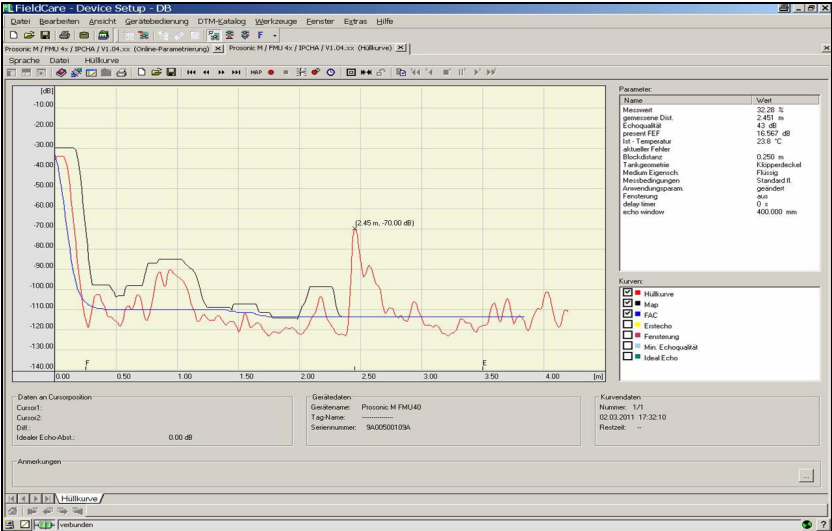 FieldCare - Device Setup - DB
Datei Bearbeiten Ansicht Gerätebedienung DTM-Katalog Werkzeuge Fenster Extras Hilfe
Prosonic M / FMU 4x / IPCHA / V1.04.xx (Online-Parametrierung) Prosonic M / FMU 4x / IPCHA / V1.04.xx (Hüllkurve)
Sprache Datei Hüllkurve
MAP
[dB]
-10.00
-20.00
-30.00
-40.00
-50.00
-60.00
-70.00
-80.00
-90.00
-100.00
-110.00
-120.00
-130.00
-140.00
(2.45 m, -70.00 dB)
F
E
0.00 0.50 1.00 1.50 2.00 2.50 3.00 3.50 4.00 [m]
Parameter:
Name Wert
Messwert 32.28 %
gemessene Dist. 2.451 m
Echoqualität 43 dB
present FEF 16.567 dB
Ist - Temperatur 23.8 °C
aktueller Fehler
Blockdistanz 0.250 m
Tankgeometrie Klöpperdeckel
Medium Eigensch. Flüssig
Messbedingungen Standard fl.
Anwendungsparam. geändert
Fensterung aus
delay timer 0 s
echo window 400.000 mm
Kurven:
Hüllkurve
Map
FAC
Erstecho
Fensterung
Min. Echoqualität
Ideal Echo
Daten an Cursorposition
Cursor1:
Cursor2:
Diff.:
Idealer Echo-Abst.: 0.00 dB
Gerätedaten
Gerätename: Prosonic M FMU40
Tag-Name: ---------------
Seriennummer: 9A00500109A
Kurvendaten
Nummer: 1/1
02.03.2011 17:32:10
Restzeit: --
Anmerkungen
...
Hüllkurve
verbunden